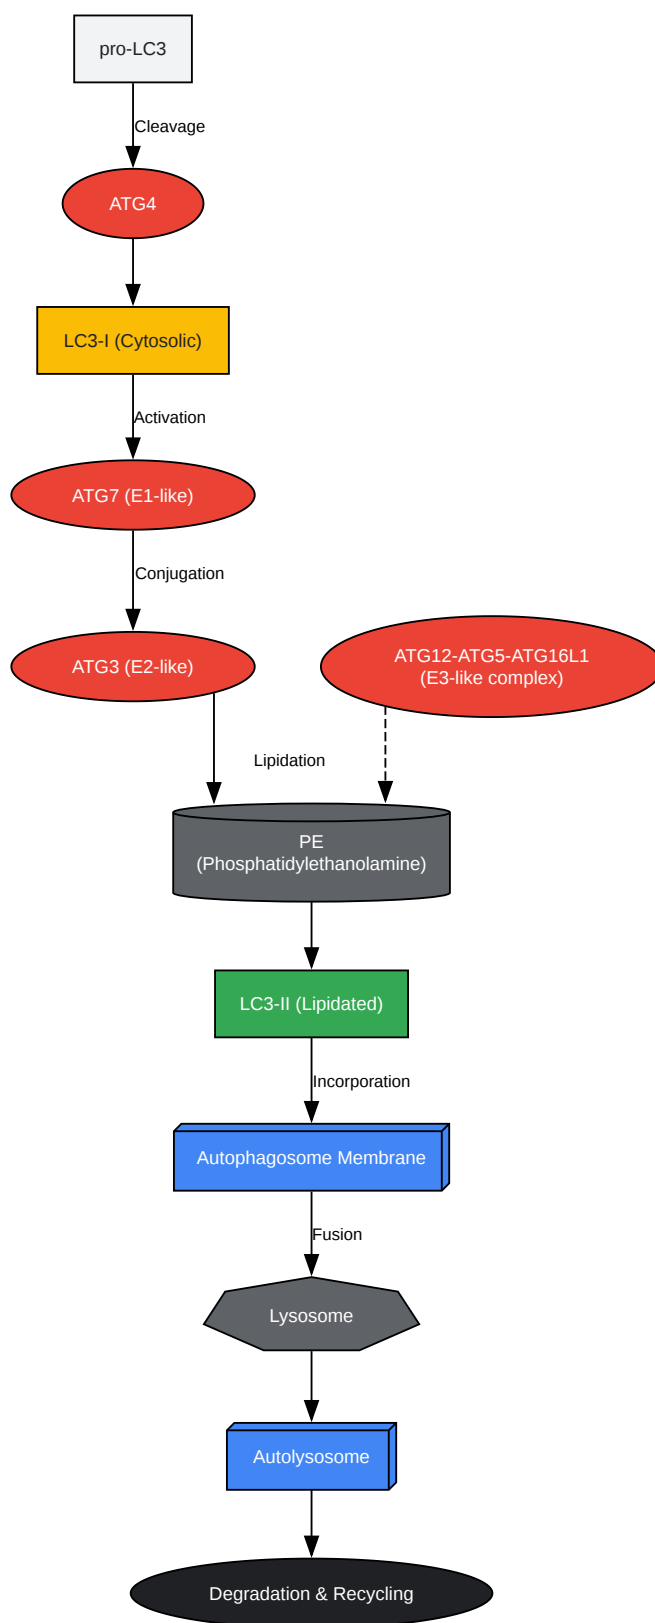 pro-LC3
Cleavage
ATG4
LC3-I (Cytosolic)
Activation
ATG7 (E1-like)
Conjugation
ATG3 (E2-like)
ATG12-ATG5-ATG16L1
(E3-like complex)
Lipidation
PE
(Phosphatidylethanolamine)
LC3-II (Lipidated)
Incorporation
Autophagosome Membrane
Fusion
Lysosome
Autolysosome
Degradation & Recycling